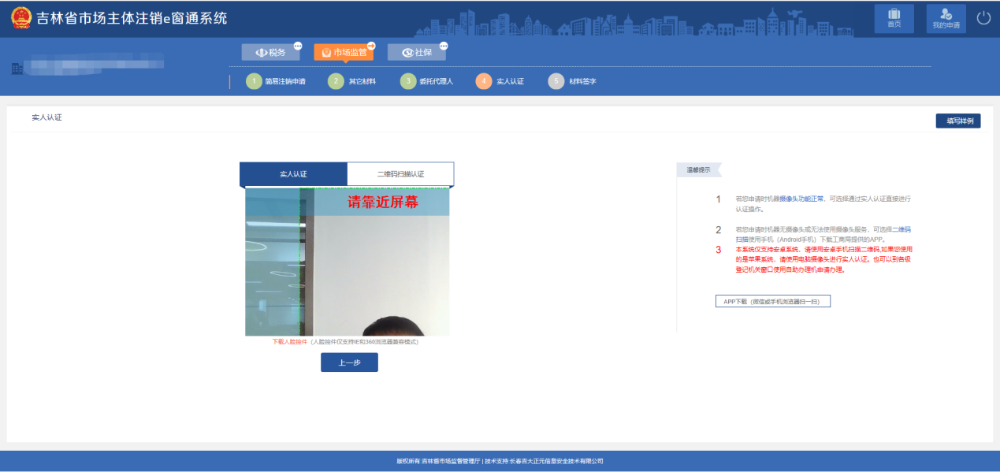 吉林省市场主体注销e窗通系统
首页
我的申请
税务
市场监管
社保
1 简易注销申请
2 其它材料
3 委托代理人
4 实人认证
5 材料签字
实人认证
填写样例
实人认证
二维码扫描认证
请靠近屏幕
下载人脸控件（人脸控件仅支持IE和360浏览器兼容模式）
上一步
温馨提示
1 若您申请时机器摄像头功能正常，可选择通过实人认证直接进行
认证操作。
2 若您申请时机器无摄像头或无法使用摄像头服务，可选择二维码
扫描使用手机（Android手机）下载工商局提供的APP。
3 本系统仅支持安卓系统，请使用安卓手机扫描二维码,如果您使用
的是苹果系统，请使用电脑摄像头进行实人认证。也可以到各级
登记机关窗口使用自助办理机申请办理。
APP下载（微信或手机浏览器扫一扫）
版权所有 吉林省市场监督管理厅 | 技术支持:长春吉大正元信息安全技术有限公司